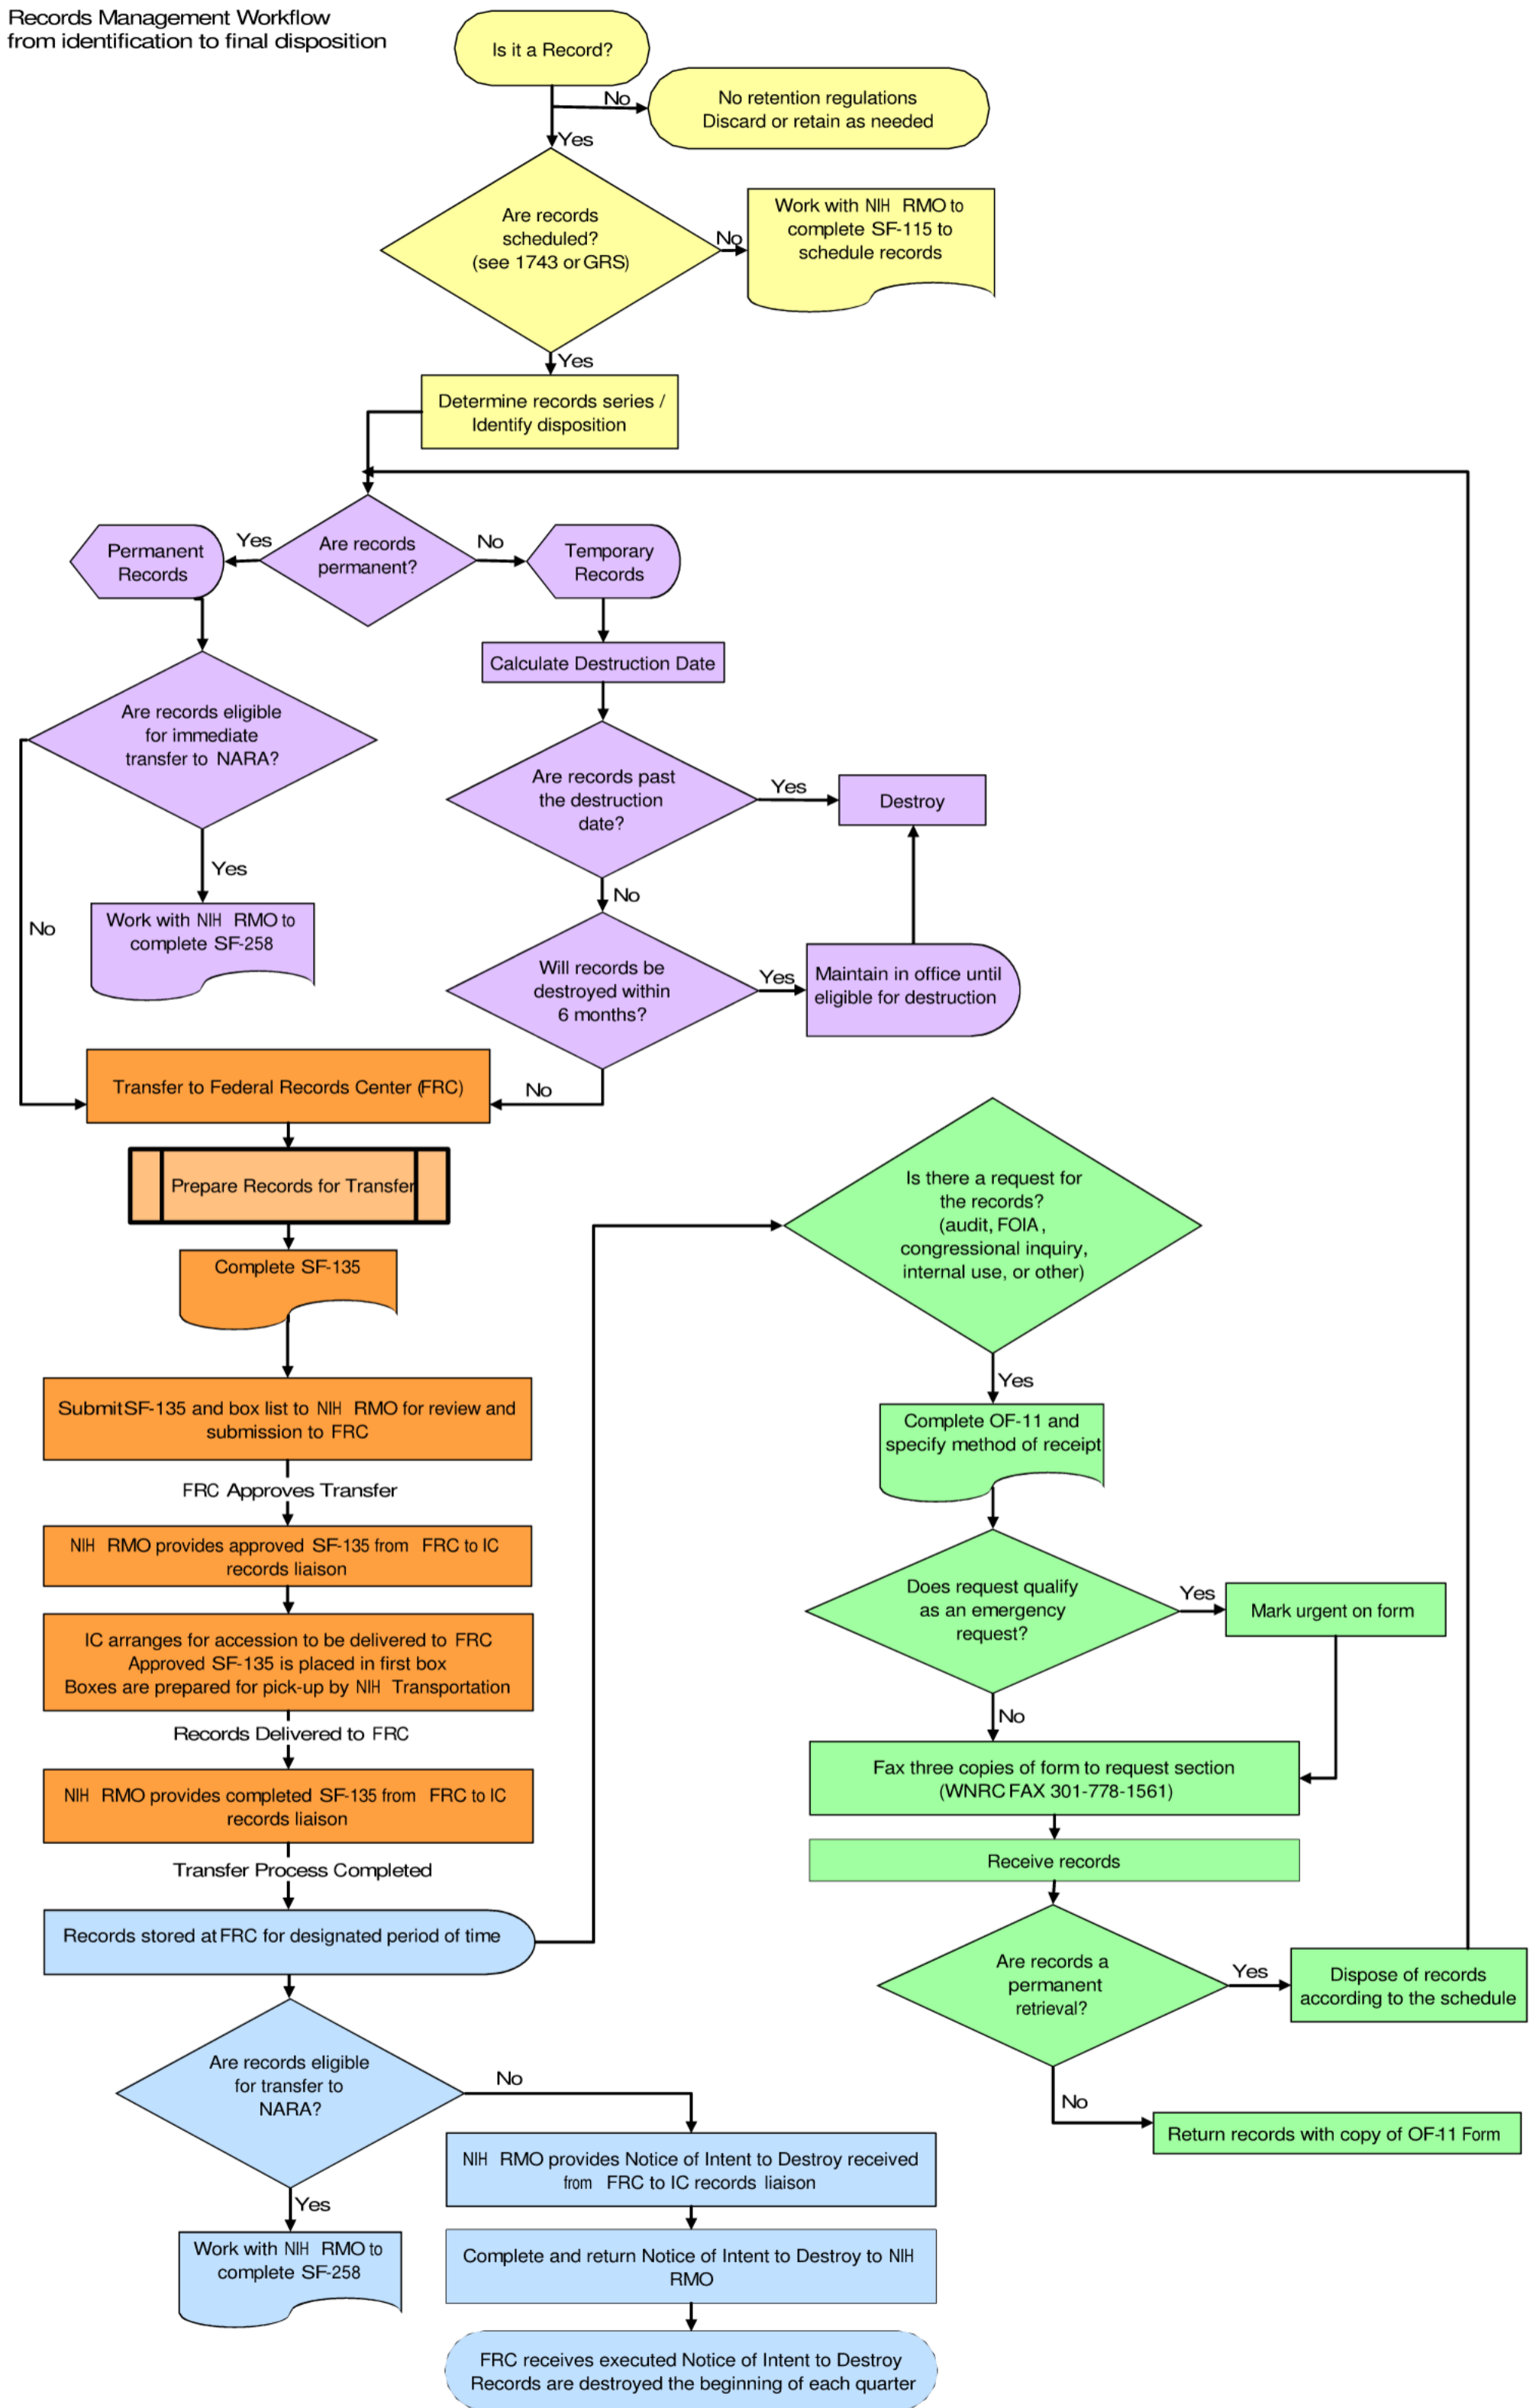 Records Management Workflow
from identification to final disposition
Is it a Record?
No
No retention regulations
Discard or retain as needed
Yes
Are records
scheduled?
(see 1743 or GRS)
No
Work with NIH RMO to
complete SF-115 to
schedule records
Yes
Determine records series /
Identify disposition
Permanent
Records
Yes
Are records
permanent?
No
Temporary
Records
Calculate Destruction Date
Are records eligible
for immediate
transfer to NARA?
Are records past
the destruction
date?
Yes
Destroy
Yes
No
No
Work with NIH RMO to
complete SF-258
Will records be
destroyed within
6 months?
Yes
Maintain in office until
eligible for destruction
No
Transfer to Federal Records Center (FRC)
Prepare Records for Transfer
Complete SF-135
Submit SF-135 and box list to NIH RMO for review and
submission to FRC
FRC Approves Transfer
NIH RMO provides approved SF-135 from FRC to IC
records liaison
IC arranges for accession to be delivered to FRC
Approved SF-135 is placed in first box
Boxes are prepared for pick-up by NIH Transportation
Records Delivered to FRC
NIH RMO provides completed SF-135 from FRC to IC
records liaison
Transfer Process Completed
Records stored at FRC for designated period of time
Is there a request for
the records?
(audit, FOIA,
congressional inquiry,
internal use, or other)
Yes
Complete OF-11 and
specify method of receipt
Does request qualify
as an emergency
request?
Yes
Mark urgent on form
No
Fax three copies of form to request section
(WNRC FAX 301-778-1561)
Receive records
Are records a
permanent
retrieval?
Yes
Dispose of records
according to the schedule
No
Return records with copy of OF-11 Form
Are records eligible
for transfer to
NARA?
No
NIH RMO provides Notice of Intent to Destroy received
from FRC to IC records liaison
Yes
Work with NIH RMO to
complete SF-258
Complete and return Notice of Intent to Destroy to NIH
RMO
FRC receives executed Notice of Intent to Destroy
Records are destroyed the beginning of each quarter